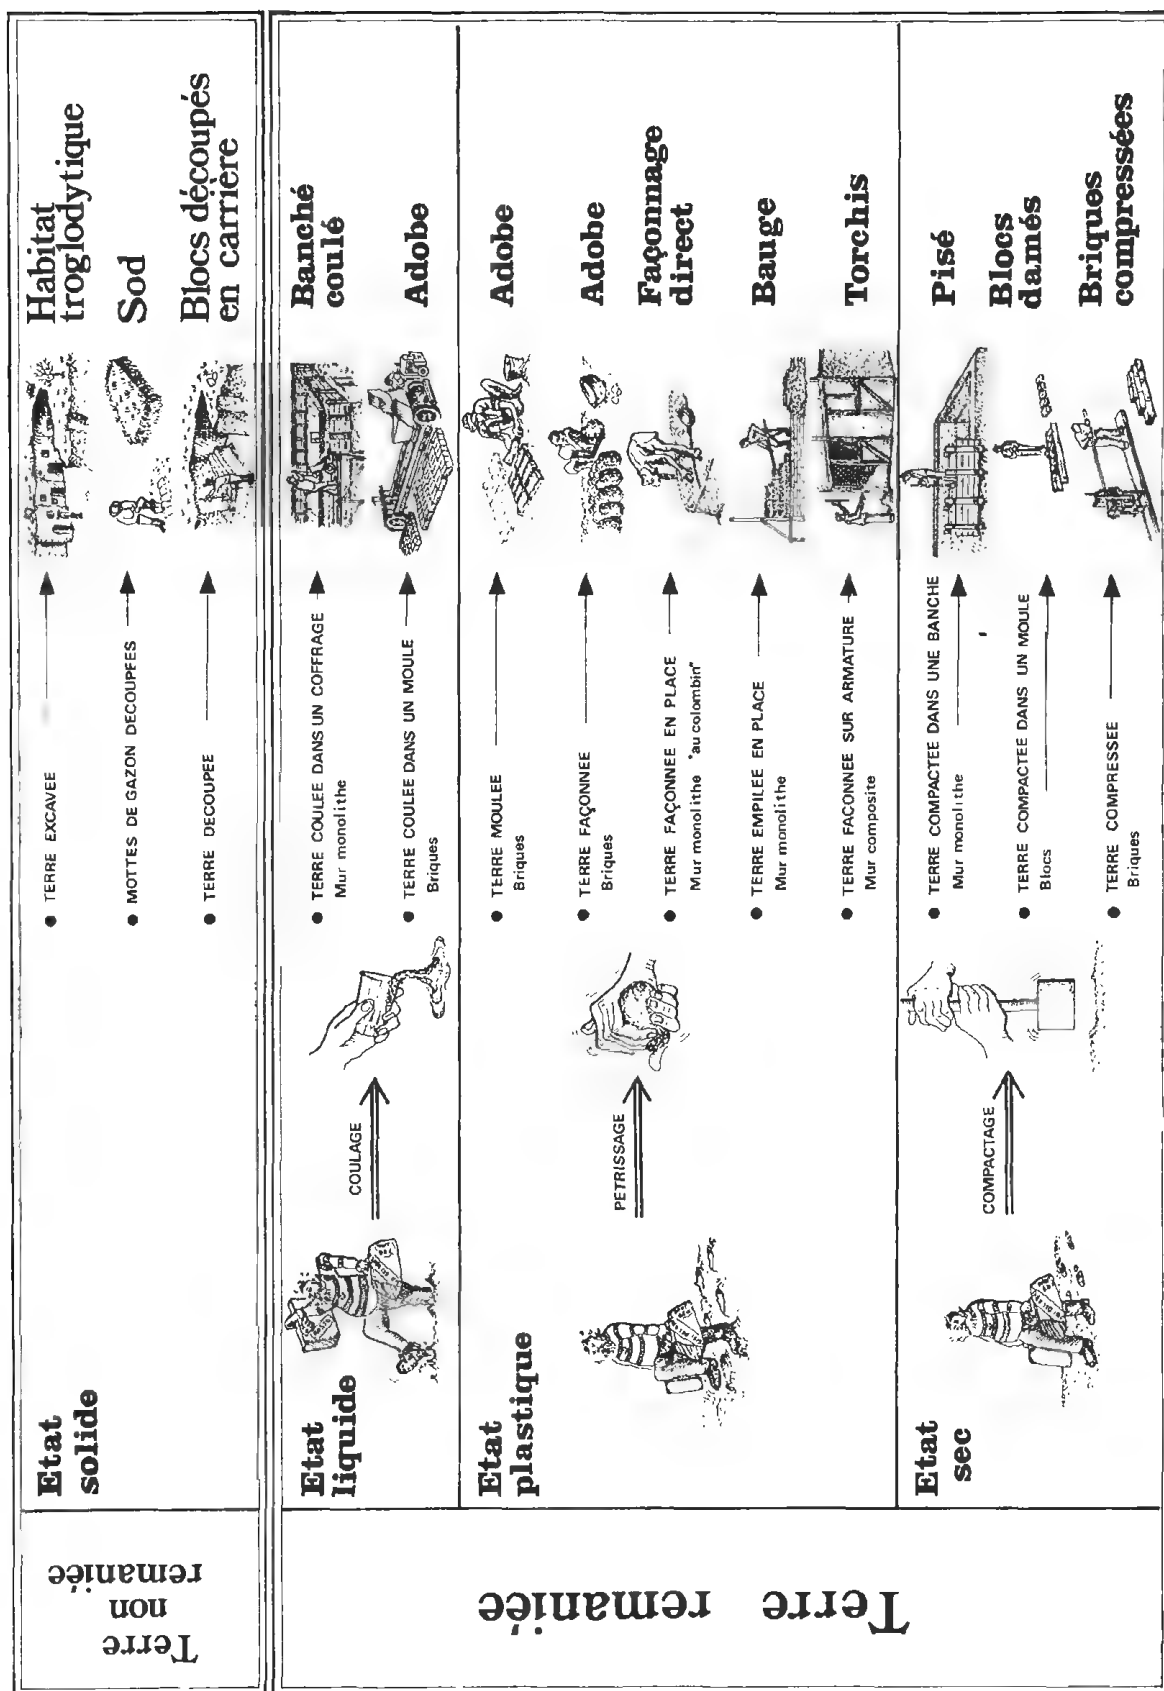 Terre
non
remaniée
Etat
solide
● TERRE EXCAVEE
Habitat
troglodytique
● MOTTES DE GAZON DECOUPEES
Sod
● TERRE DECOUPEE
Blocs découpés
en carrière
Terre remaniée
Etat
liquide
COULAGE
● TERRE COULEE DANS UN COFFRAGE
Mur monolithe
Banché
coulé
● TERRE COULEE DANS UN MOULE
Briques
Adobe
Etat
plastique
PETRISSAGE
● TERRE MOULEE
Briques
Adobe
● TERRE FAÇONNEE
Briques
Adobe
● TERRE FAÇONNEE EN PLACE
Mur monolithe "au colombin"
Façonnage
direct
● TERRE EMPILEE EN PLACE
Mur monolithe
Bauge
● TERRE FAÇONNEE SUR ARMATURE
Mur composite
Torchis
Etat
sec
COMPACTAGE
● TERRE COMPACTEE DANS UNE BANCHE
Mur monolithe
Pisé
● TERRE COMPACTEE DANS UN MOULE
Blocs
Blocs
damés
● TERRE COMPRESSEE
Briques
Briques
compressées